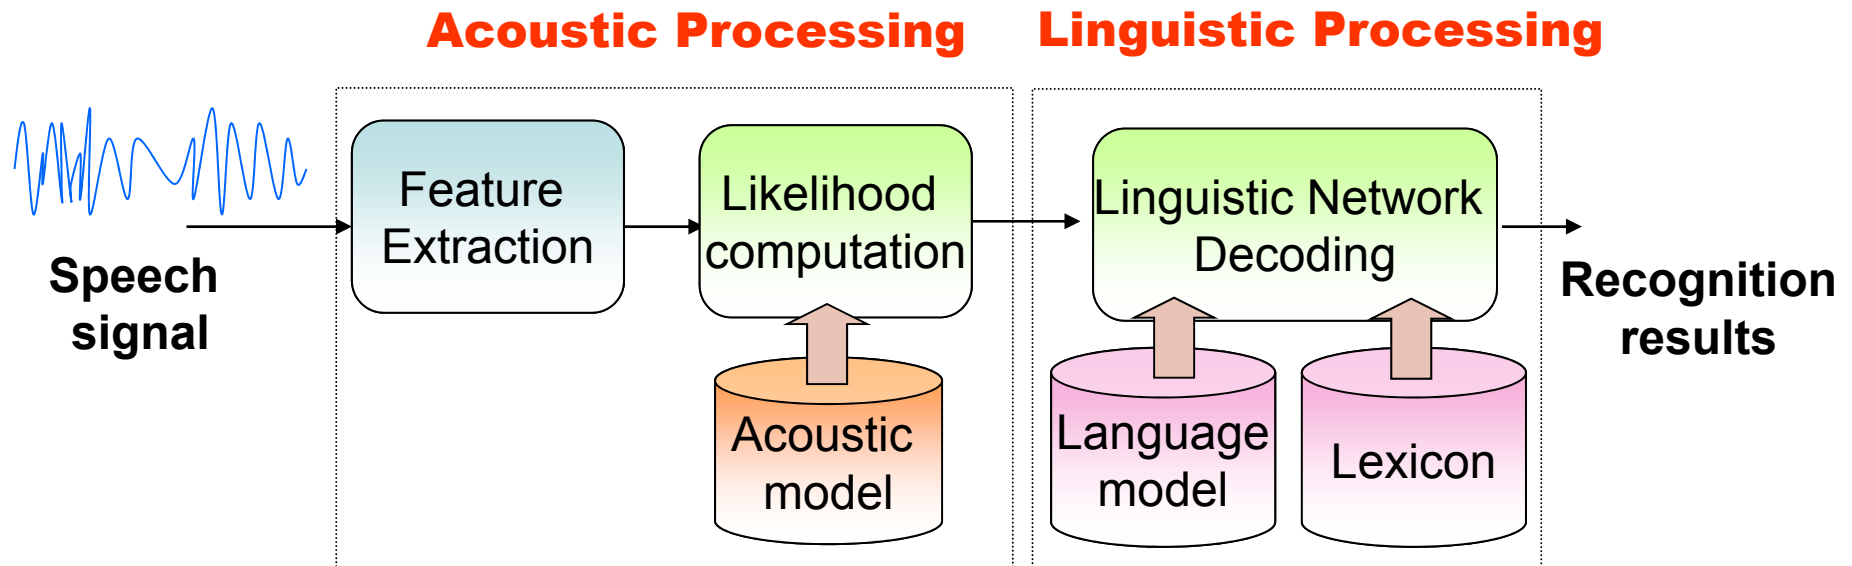 Acoustic Processing
Linguistic Processing
Speech
signal
Feature
Extraction
Likelihood
computation
Acoustic
model
Linguistic Network
Decoding
Language
model
Lexicon
Recognition
results